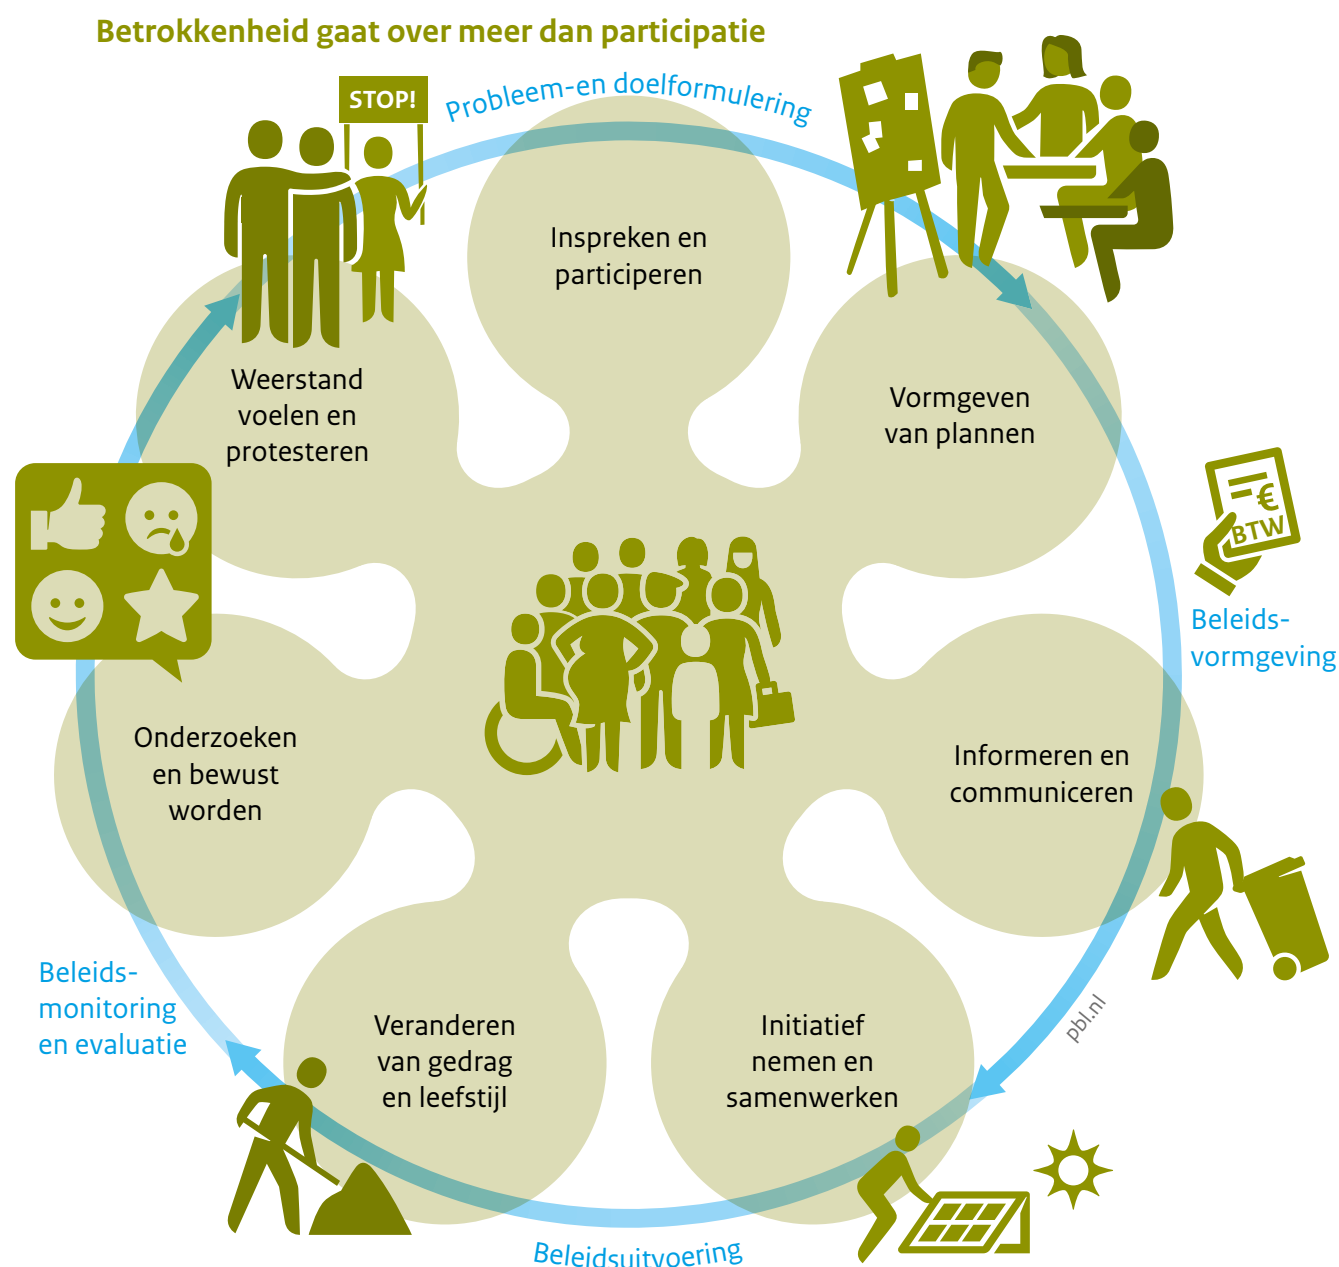 Betrokkenheid gaat over meer dan participatie
STOP!
Probleem-en doelformulering
Inspreken en
participeren
Weerstand
voelen en
protesteren
Vormgeven
van plannen
€
BTW
Beleids-
vormgeving
Onderzoeken
en bewust
worden
Informeren en
communiceren
Beleids-
monitoring
en evaluatie
Veranderen
van gedrag
en leefstijl
Initiatief
nemen en
samenwerken
pbl.nl
Beleidsuitvoering